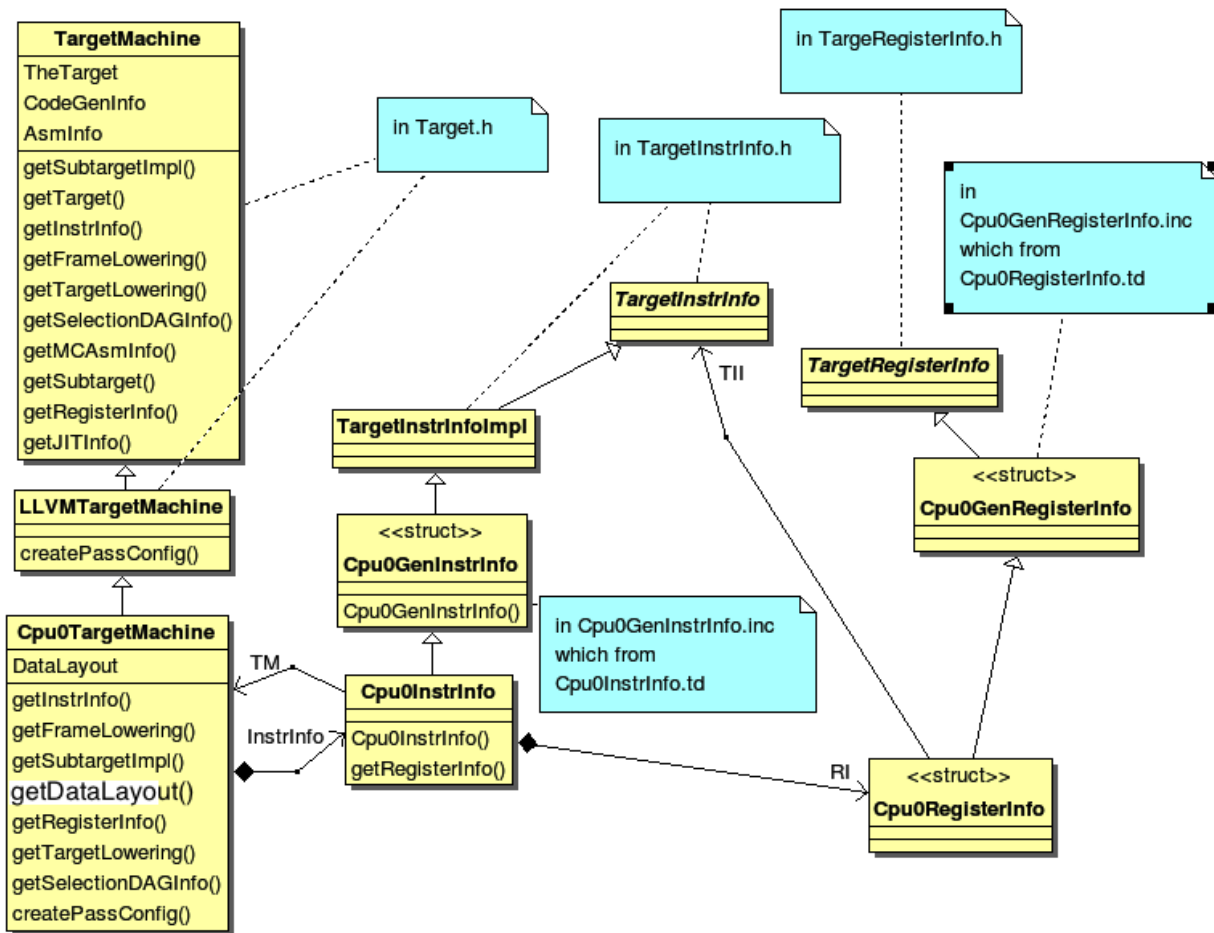 TargetMachine
TheTarget
CodeGenInfo
AsmInfo
getSubtargetImpl()
getTarget()
getInstrInfo()
getFrameLowering()
getTargetLowering()
getSelectionDAGInfo()
getMCAsmInfo()
getSubtarget()
getRegisterInfo()
getJITInfo()
LLVMTargetMachine
createPassConfig()
Cpu0TargetMachine
DataLayout
getInstrInfo()
getFrameLowering()
getSubtargetImpl()
getDataLayout()
getRegisterInfo()
getTargetLowering()
getSelectionDAGInfo()
createPassConfig()
in Target.h
in TargetInstrInfo.h
in TargeRegisterInfo.h
in
Cpu0GenRegisterInfo.inc
which from
Cpu0RegisterInfo.td
TargetInstrInfo
TII
TargetRegisterInfo
TargetInstrInfoImpl
<<struct>>
Cpu0GenRegisterInfo
<<struct>>
Cpu0GenInstrInfo
Cpu0GenInstrInfo()
in Cpu0GenInstrInfo.inc
which from
Cpu0InstrInfo.td
TM
InstrInfo
Cpu0InstrInfo
Cpu0InstrInfo()
getRegisterInfo()
RI
<<struct>>
Cpu0RegisterInfo